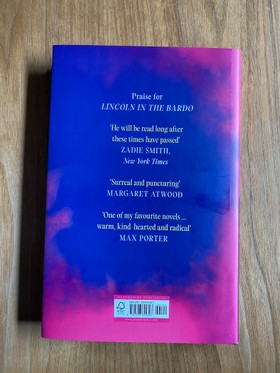 Praise for
LINCOLN IN THE BARDO
'He will be read long after
these times have passed'
ZADIE SMITH,
New York Times
'Surreal and puncturing'
MARGARET ATWOOD
'One of my favourite novels ...
warm, kind-hearted and radical'
MAX PORTER
FSC